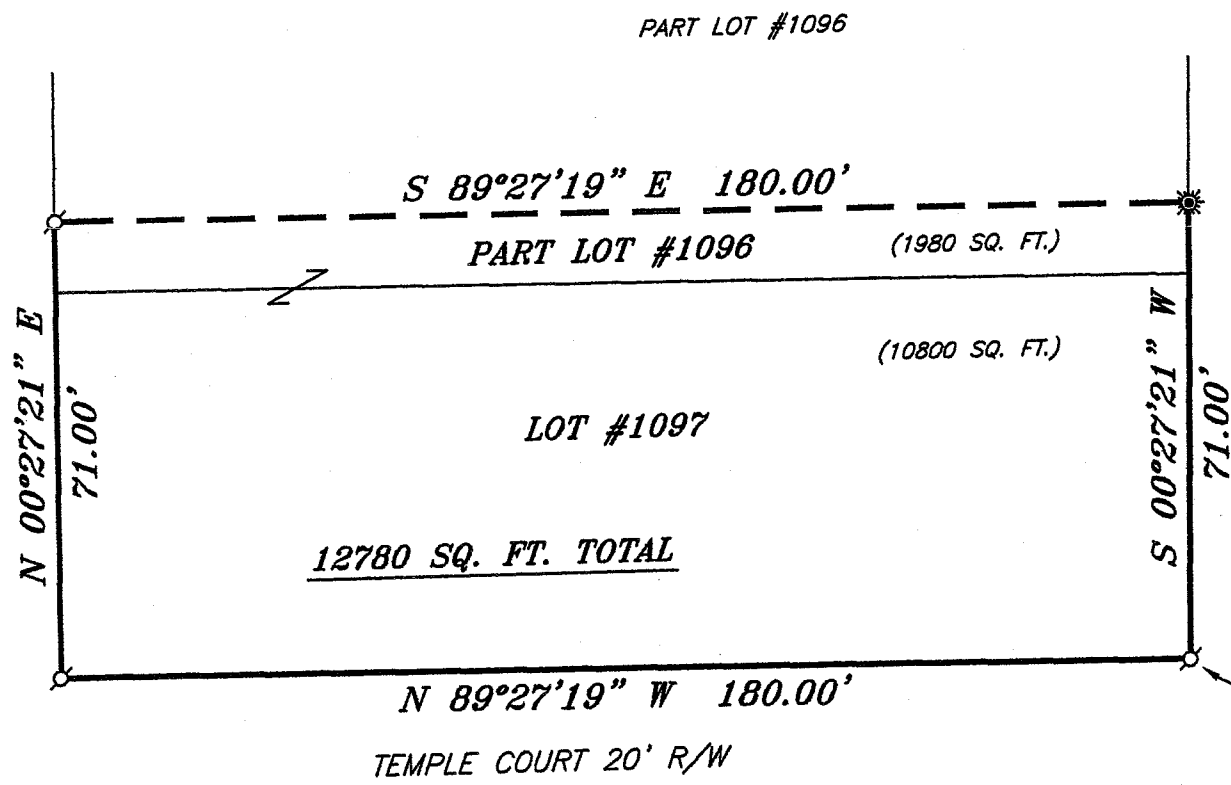 PART LOT #1096
S 89°27'19" E 180.00'
PART LOT #1096 (1980 SQ. FT.)
(10800 SQ. FT.)
N 00°27'21" E
71.00'
S 00°27'21" W
71.00'
LOT #1097
12780 SQ. FT. TOTAL
N 89°27'19" W 180.00'
TEMPLE COURT 20' R/W